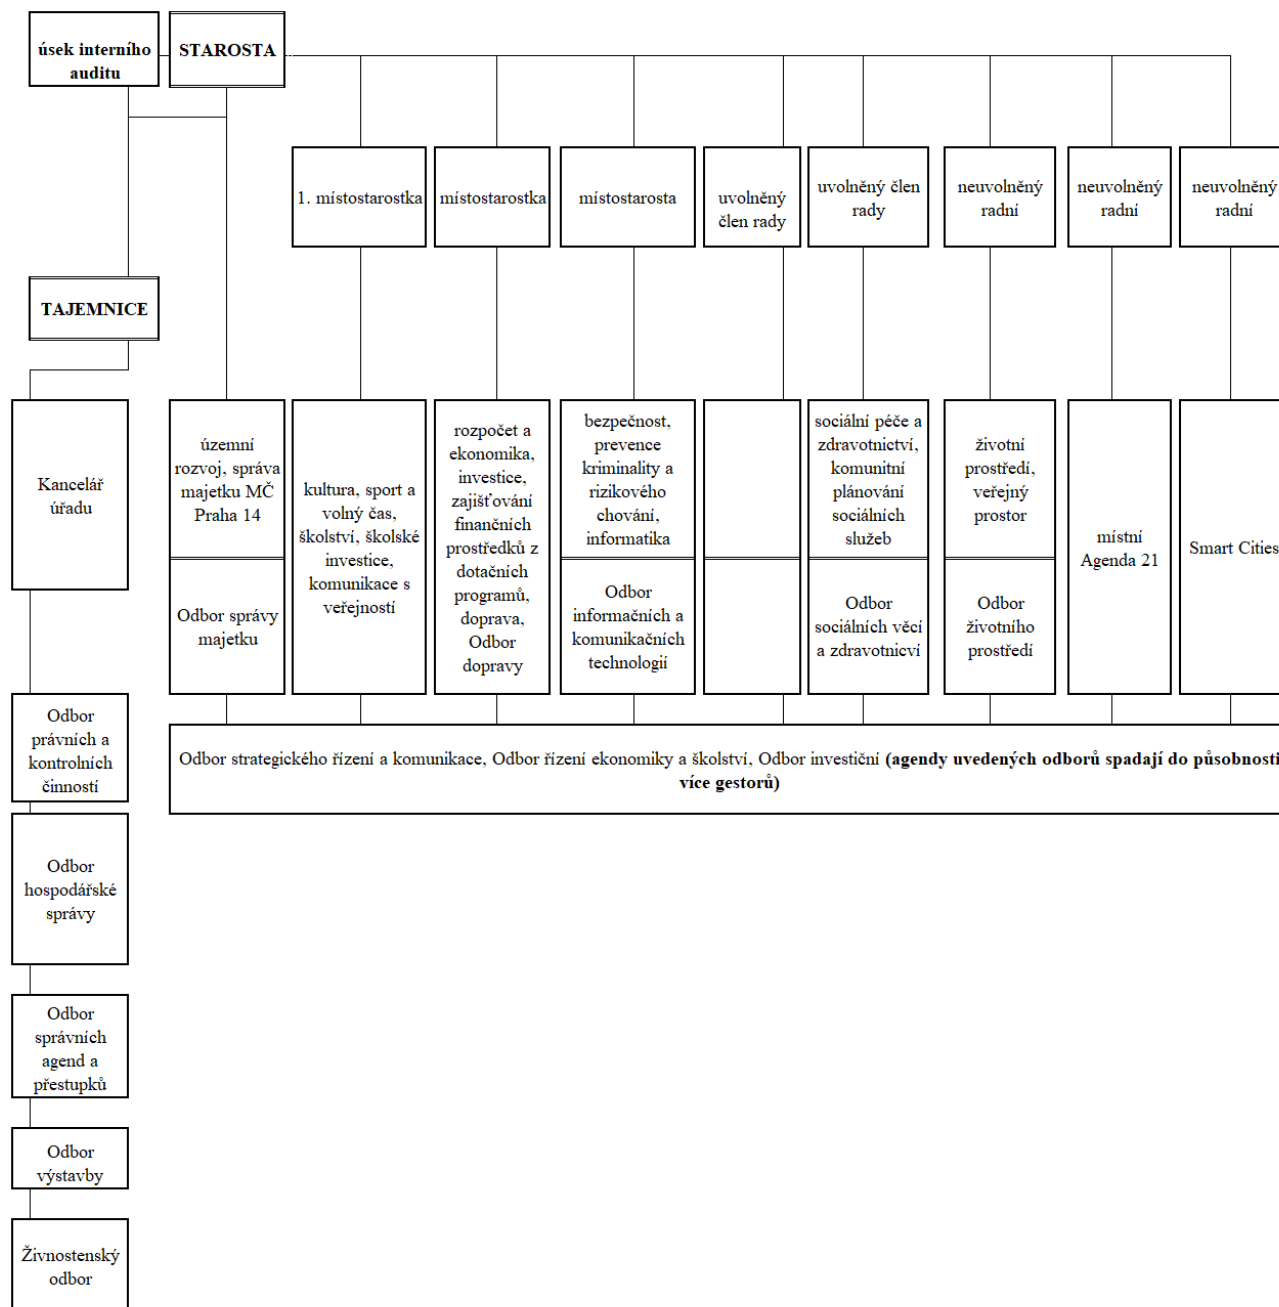 úsek interního
auditu
STAROSTA
1. místostarostka
místostarostka
místostarosta
uvolněný
člen rady
uvolněný člen
rady
neuvolněný
radní
neuvolněný
radní
neuvolněný
radní
TAJEMNICE
Kancelář
úřadu
územní
rozvoj, správa
majetku MČ
Praha 14
Odbor správy
majetku
kultura, sport a
volný čas,
školství, školské
investice,
komunikace s
veřejností
rozpočet a
ekonomika,
investice,
zajišťování
finančních
prostředků z
dotačních
programů,
doprava,
Odbor
dopravy
bezpečnost,
prevence
kriminality a
rizikového
chování,
informatika
Odbor
informačních a
komunikačních
technologií
sociální péče a
zdravotnictví,
komunitní
plánování
sociálních
služeb
Odbor
sociálních věcí
a zdravotnicví
životní
prostředí,
veřejný
prostor
Odbor
životního
prostředí
místní
Agenda 21
Smart Cities
Odbor
právních a
kontrolních
činností
Odbor strategického řízení a komunikace, Odbor řízení ekonomiky a školství, Odbor investiční (agendy uvedených odborů spadají do působnosti
více gestorů)
Odbor
hospodářské
správy
Odbor
správních
agend a
přestupků
Odbor
výstavby
Živnostenský
odbor